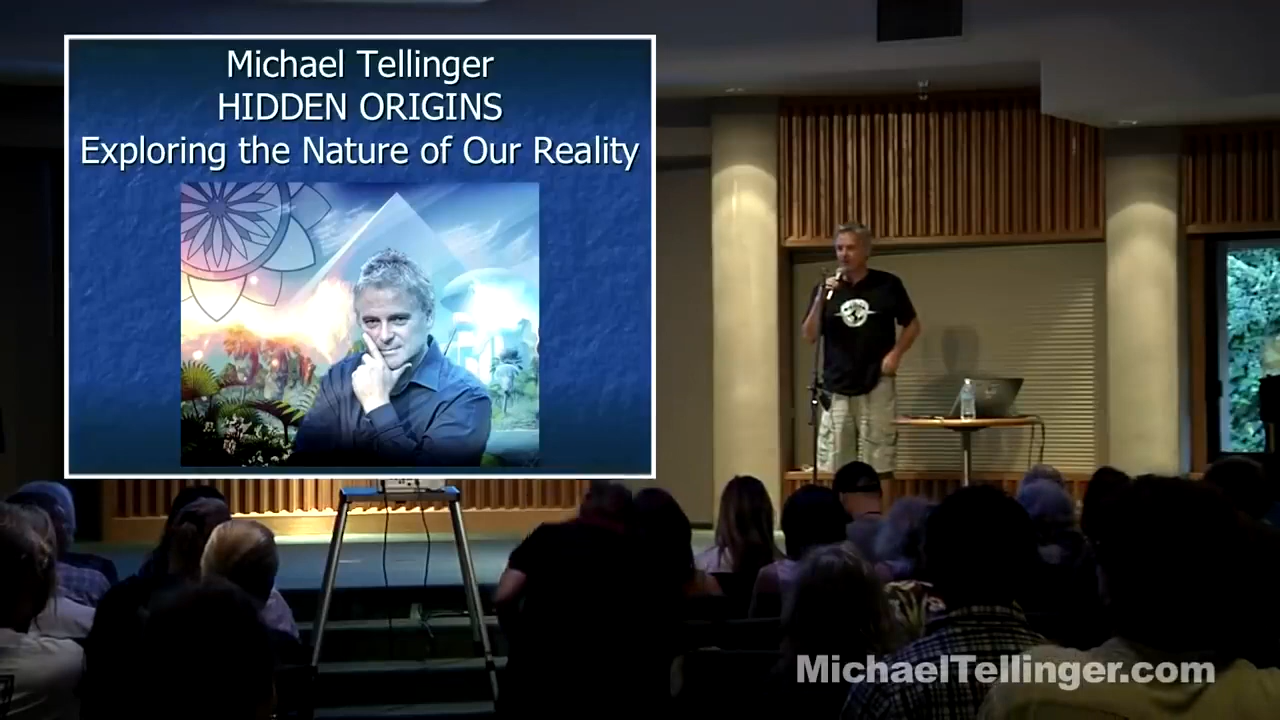 Michael Tellinger
HIDDEN ORIGINS
Exploring the Nature of Our Reality
MichaelTellinger.com